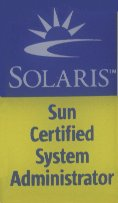 SOLARIS™
Sun
Certified
System
Administrator